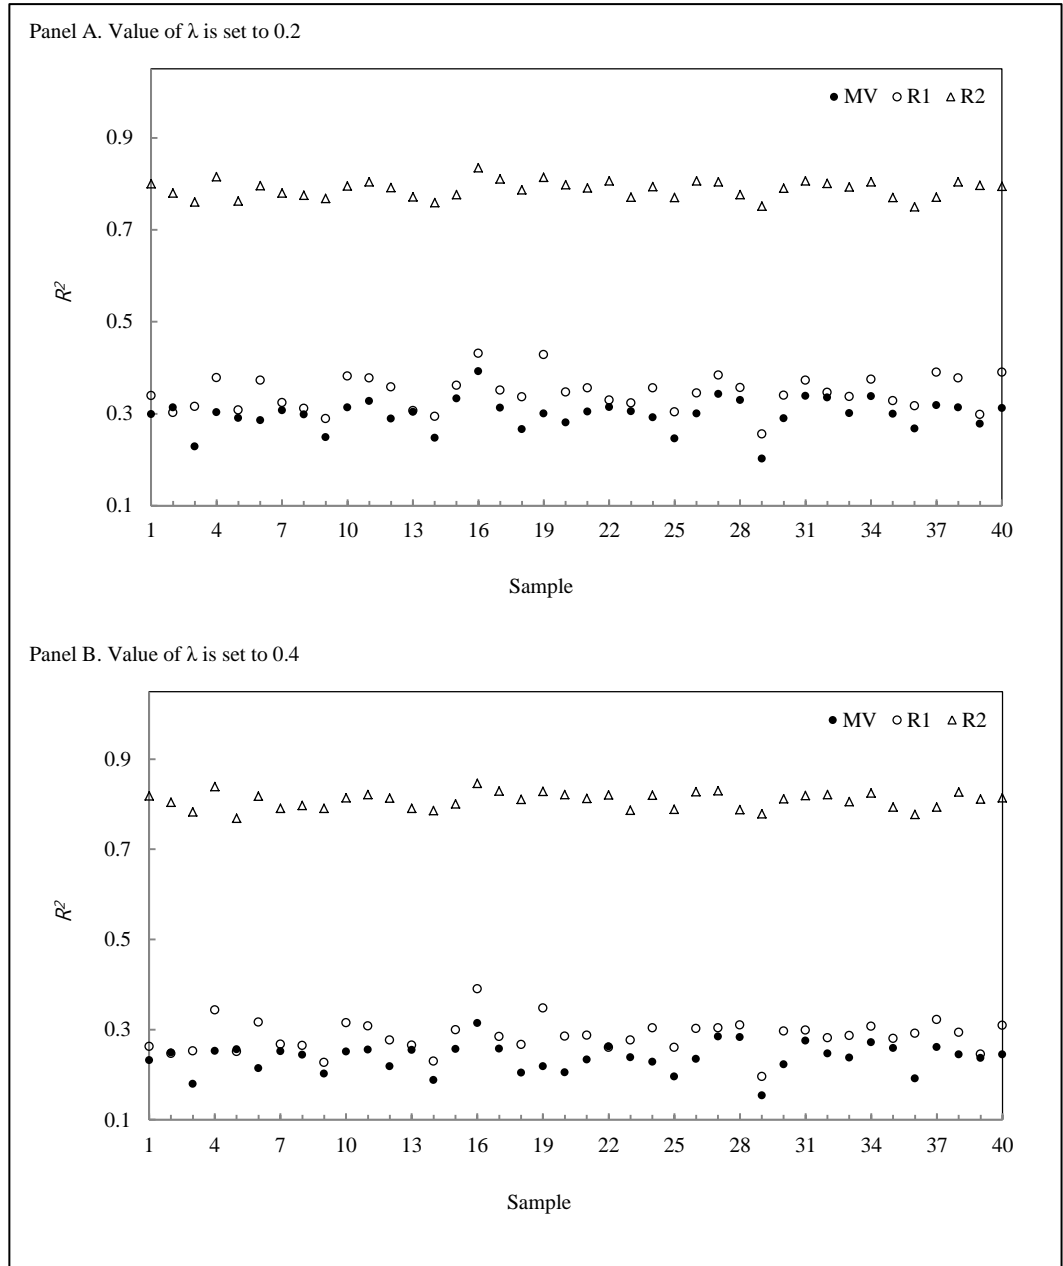 Panel A. Value of λ is set to 0.2
MV R1 R2
0.9
0.7
0.5
0.3
0.1
R²
1 4 7 10 13 16 19 22 25 28 31 34 37 40
Sample
Panel B. Value of λ is set to 0.4
MV R1 R2
0.9
0.7
0.5
0.3
0.1
R²
1 4 7 10 13 16 19 22 25 28 31 34 37 40
Sample